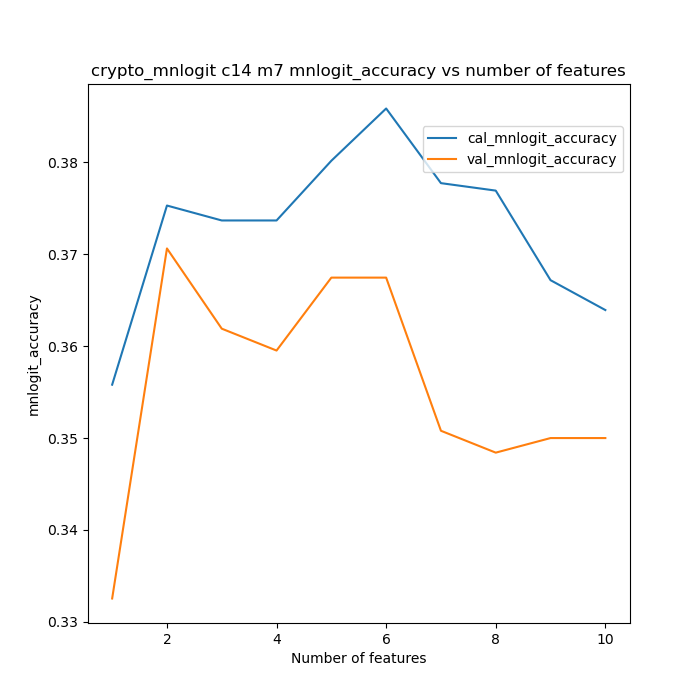 crypto_mnlogit c14 m7 mnlogit_accuracy vs number of features
cal_mnlogit_accuracy
val_mnlogit_accuracy
mnlogit_accuracy
0.38
0.37
0.36
0.35
0.34
0.33
2
4
6
8
10
Number of features